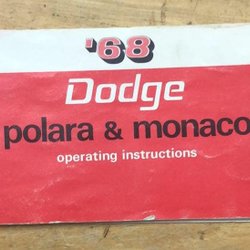 '68
Dodge
polara & monaco
operating instructions